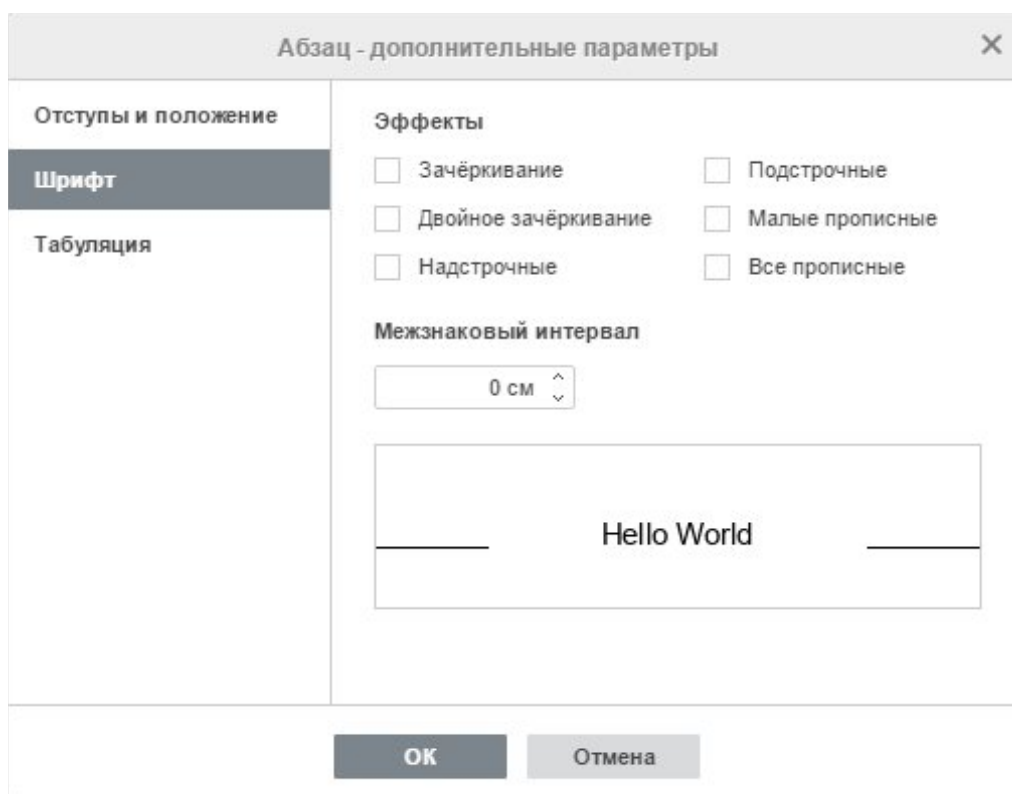 Абзац - дополнительные параметры
Отступы и положение
Шрифт
Табуляция
Эффекты
Зачёркивание
Подстрочные
Двойное зачёркивание
Малые прописные
Надстрочные
Все прописные
Межзнаковый интервал
0 см
Hello World
ОК
Отмена